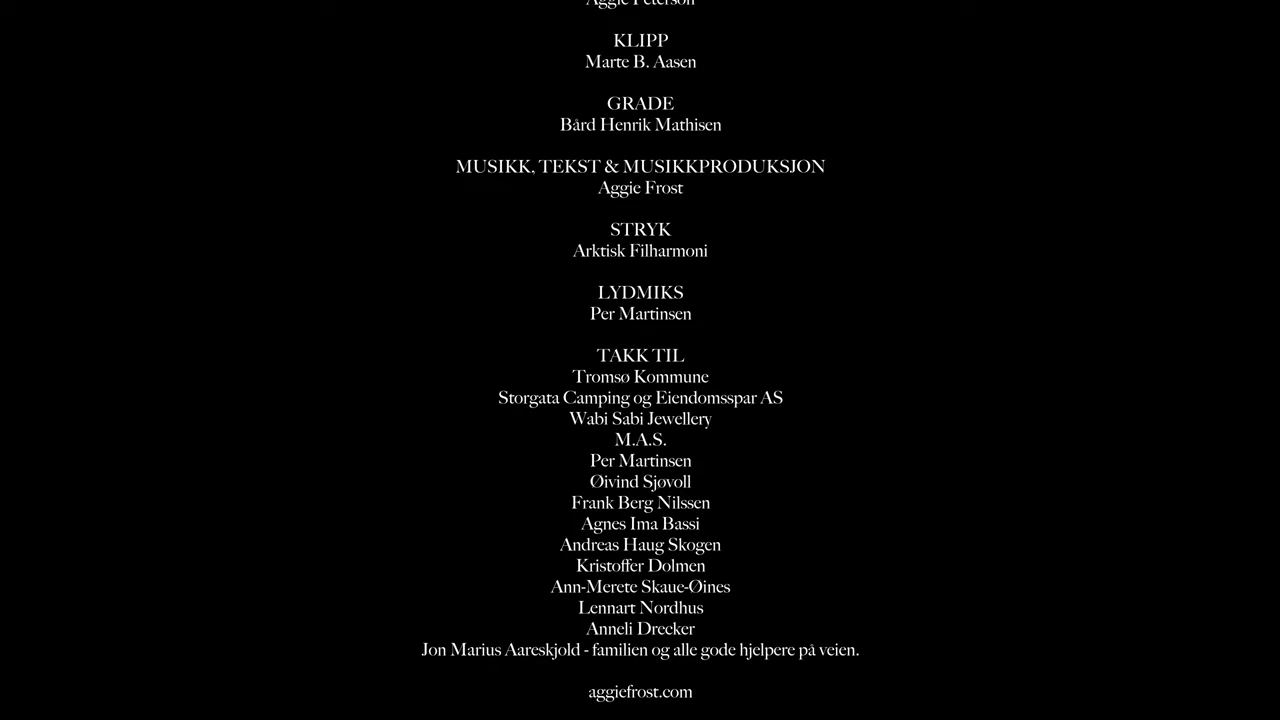 Aggie Peterson
KLIPP
Marte B. Aasen
GRADE
Bård Henrik Mathisen
MUSIKK, TEKST & MUSIKKPRODUKSJON
Aggie Frost
STRYK
Arktisk Filharmoni
LYDMIKS
Per Martinsen
TAKK TIL
Tromsø Kommune
Storgata Camping og Eiendomsspar AS
Wabi Sabi Jewellery
M.A.S.
Per Martinsen
Øivind Sjøvoll
Frank Berg Nilssen
Agnes Ima Bassi
Andreas Haug Skogen
Kristoffer Dolmen
Ann-Merete Skaue-Øines
Lennart Nordhus
Anneli Drecker
Jon Marius Aareskjold - familien og alle gode hjelpere på veien.
aggiefrost.com